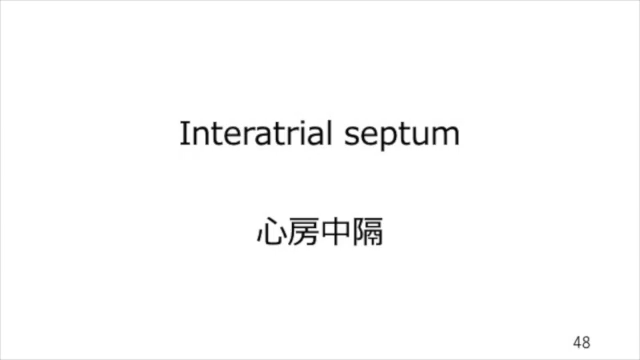 Interatrial septum
心房中隔
48